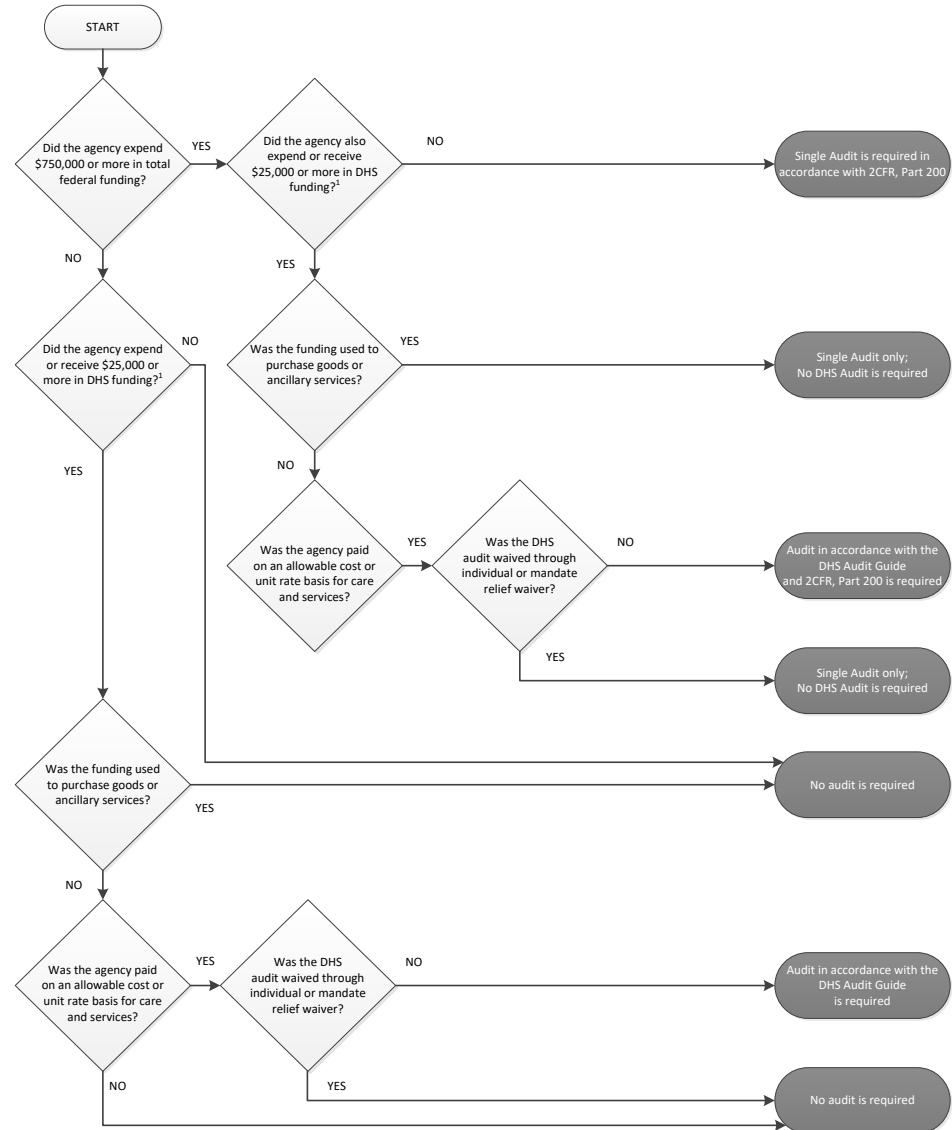 START
Did the agency expend
$750,000 or more in total
federal funding?
YES
Did the agency also
expend or receive
$25,000 or more in DHS
funding?¹
NO
Single Audit is required in
accordance with 2CFR, Part 200
NO
YES
Did the agency expend
or receive $25,000 or
more in DHS funding?¹
NO
Was the funding used to
purchase goods or
ancillary services?
YES
Single Audit only;
No DHS Audit is required
YES
NO
Was the agency paid
on an allowable cost or
unit rate basis for care
and services?
YES
Was the DHS
audit waived through
individual or mandate
relief waiver?
NO
Audit in accordance with the
DHS Audit Guide
and 2CFR, Part 200 is required
YES
Single Audit only;
No DHS Audit is required
Was the funding used
to purchase goods or
ancillary services?
YES
No audit is required
NO
Was the agency paid
on an allowable cost or
unit rate basis for care
and services?
YES
Was the DHS
audit waived through
individual or mandate
relief waiver?
NO
Audit in accordance with the
DHS Audit Guide
is required
NO
YES
No audit is required